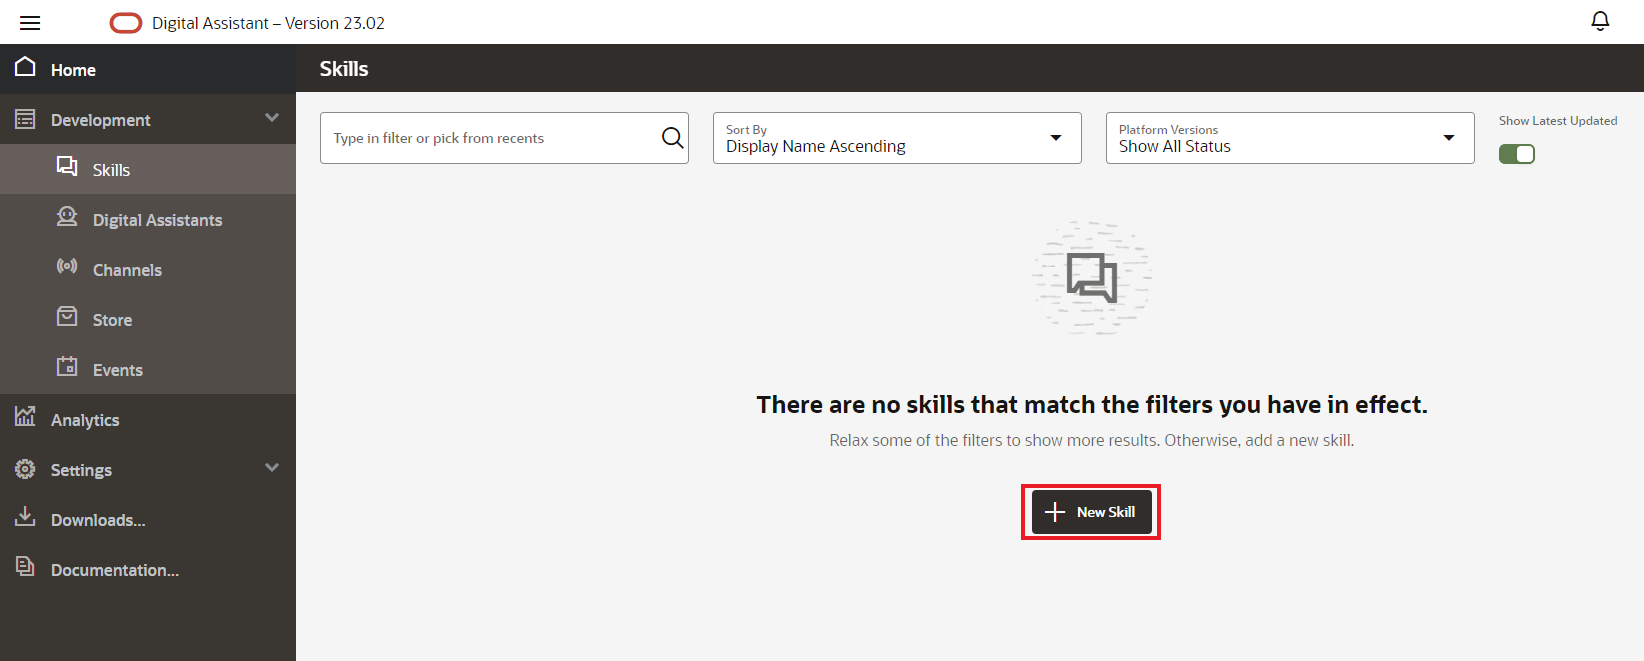 Digital Assistant – Version 23.02
Home
Development
Skills
Digital Assistants
Channels
Store
Events
Analytics
Settings
Downloads...
Documentation...
Skills
Type in filter or pick from recents
Sort By
Display Name Ascending
Platform Versions
Show All Status
Show Latest Updated
There are no skills that match the filters you have in effect.
Relax some of the filters to show more results. Otherwise, add a new skill.
New Skill